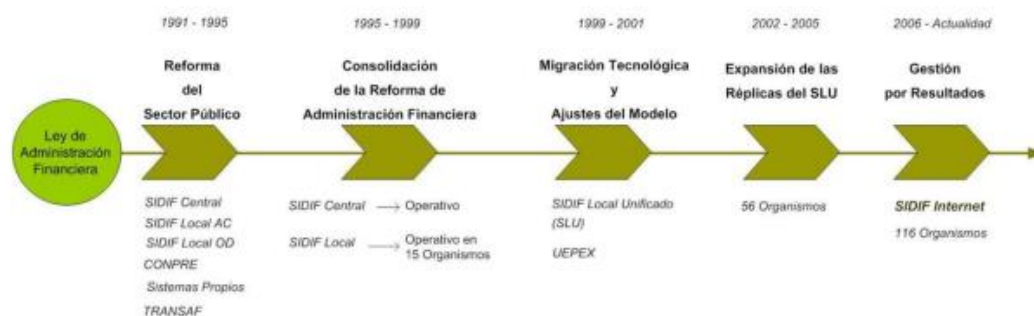 1991 - 1995
1995 - 1999
1999 - 2001
2002 - 2005
2006 - Actualidad
Reforma
del
Sector Público
Consolidación
de la Reforma de
Administración Financiera
Migración Tecnológica
y
Ajustes del Modelo
Expansión de las
Réplicas del SLU
Gestión
por Resultados
Ley de
Administración
Financiera
SIDIF Central
SIDIF Local AC
SIDIF Local OD
CONPRE
Sistemas Propios
TRANSAF
SIDIF Central → Operativo
SIDIF Local → Operativo en
15 Organismos
SIDIF Local Unificado
(SLU)
UEPEX
56 Organismos
SIDIF Internet
116 Organismos